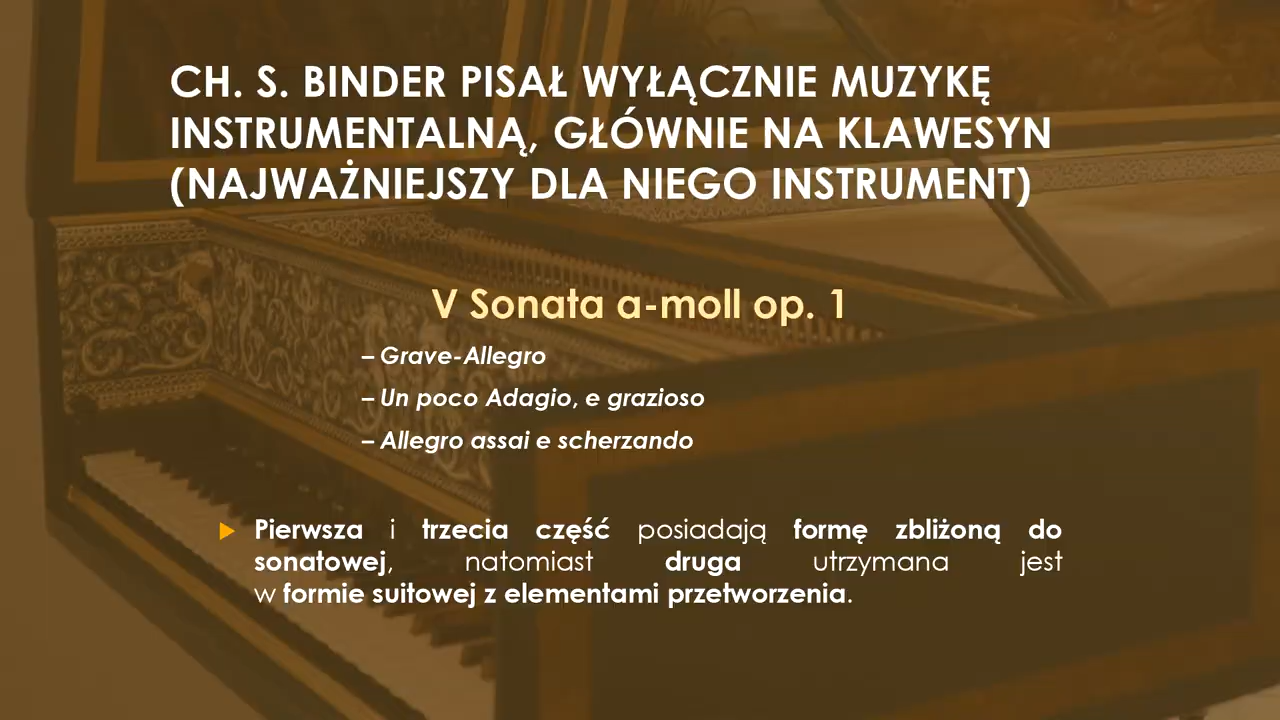 CH. S. BINDER PISAŁ WYŁĄCZNIE MUZYKĘ
INSTRUMENTALNĄ, GŁÓWNIE NA KLAWESYN
(NAJWAŻNIEJSZY DLA NIEGO INSTRUMENT)
V Sonata a-moll op. 1
– Grave-Allegro
– Un poco Adagio, e grazioso
– Allegro assai e scherzando
Pierwsza i trzecia część posiadają formę zbliżoną do
sonatowej, natomiast druga utrzymana jest
w formie suitowej z elementami przetworzenia.